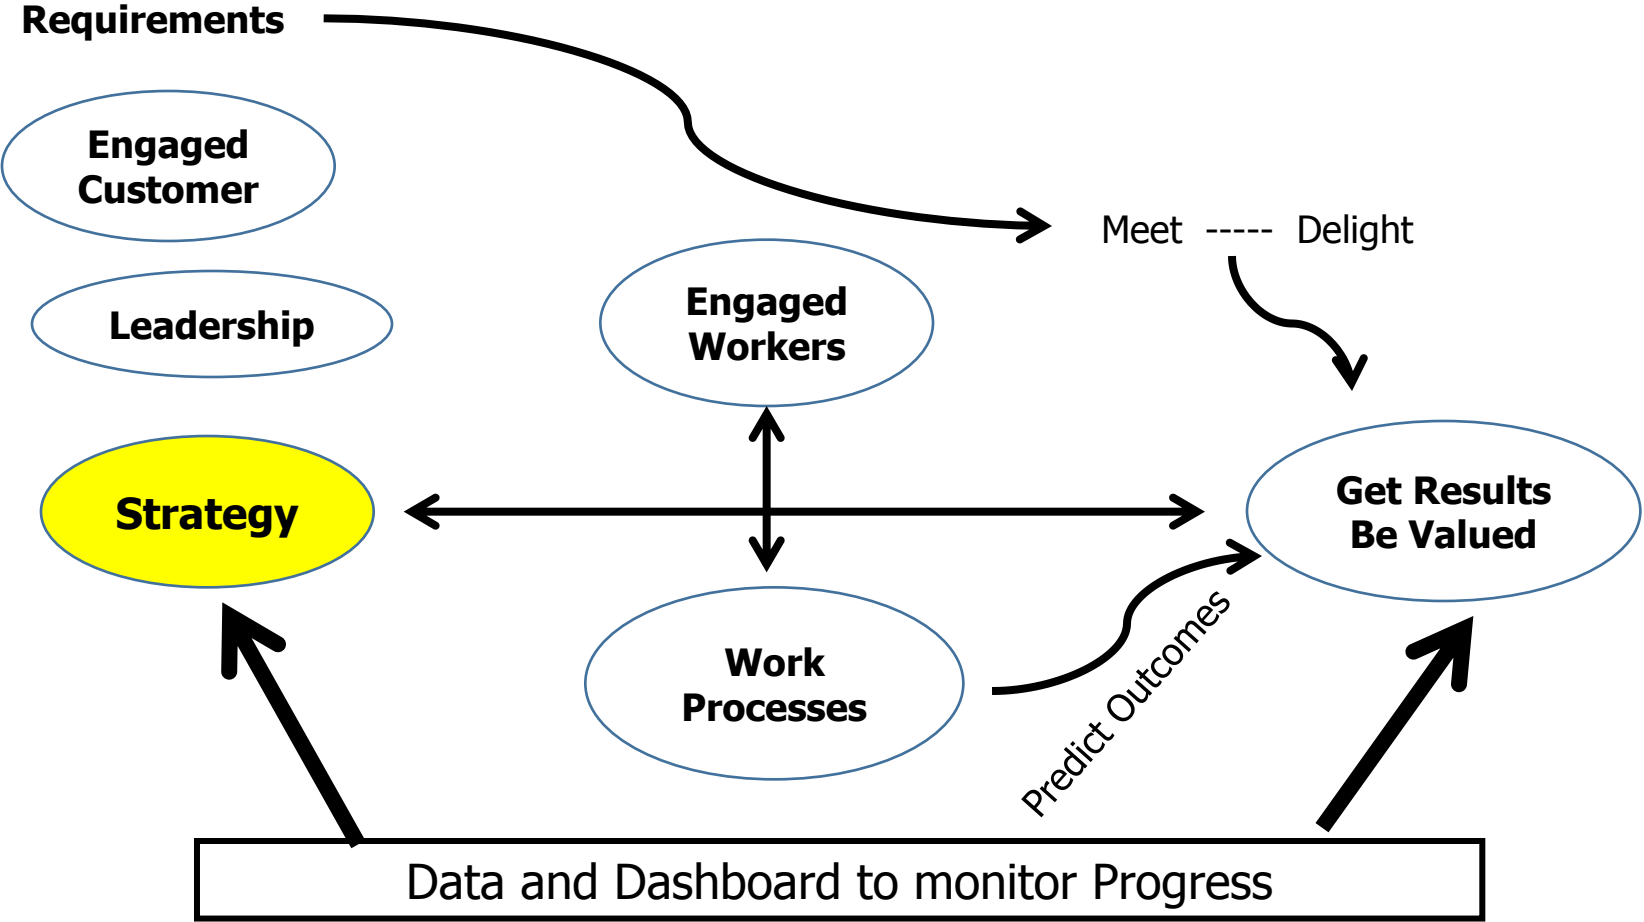 Requirements
Engaged
Customer
Meet ----- Delight
Leadership
Engaged
Workers
Strategy
Get Results
Be Valued
Work
Processes
Predict Outcomes
Data and Dashboard to monitor Progress